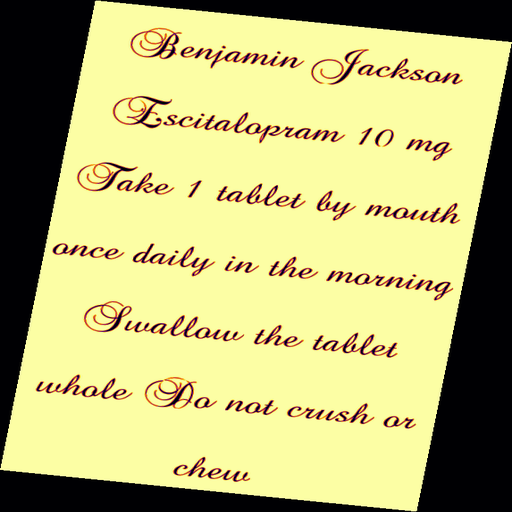 Benjamin Jackson
Escitalopram 10 mg
Take 1 tablet by mouth
once daily in the morning
Swallow the tablet
whole Do not crush or
chew